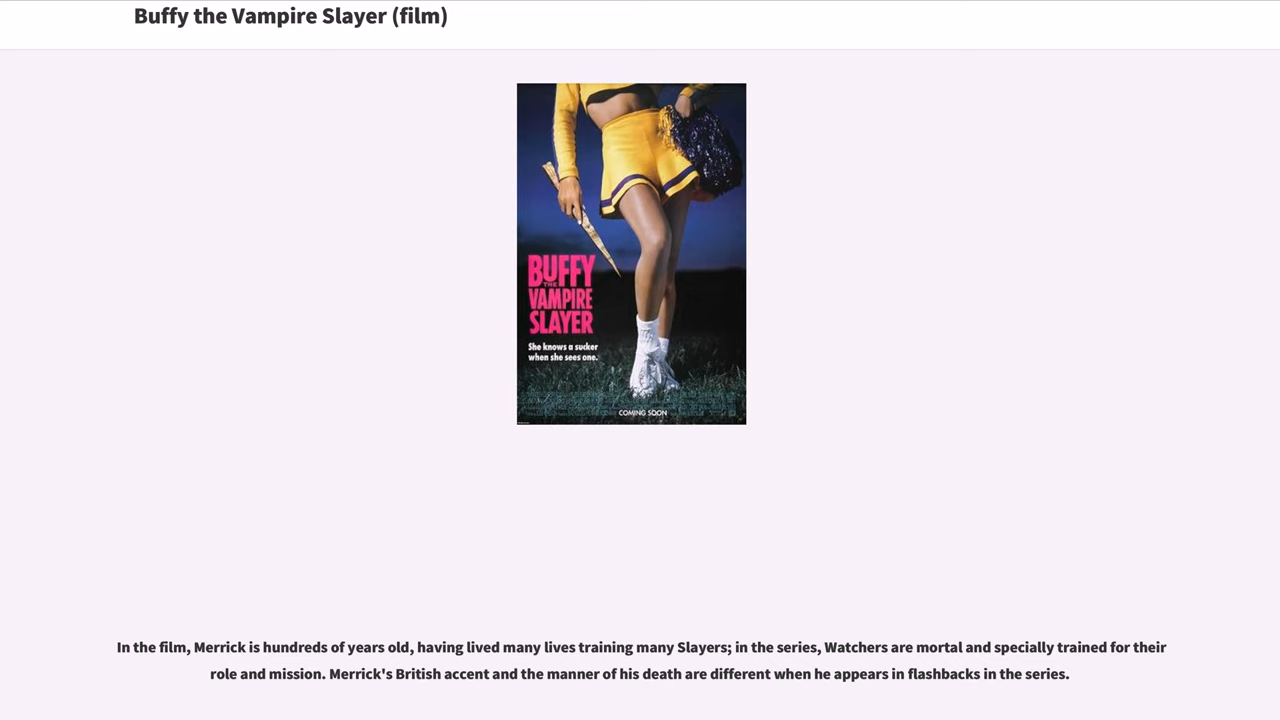 Buffy the Vampire Slayer (film)
BUFFY
THE
VAMPIRE
SLAYER
She knows a sucker
when she sees one.
COMING SOON
In the film, Merrick is hundreds of years old, having lived many lives training many Slayers; in the series, Watchers are mortal and specially trained for their
role and mission. Merrick's British accent and the manner of his death are different when he appears in flashbacks in the series.